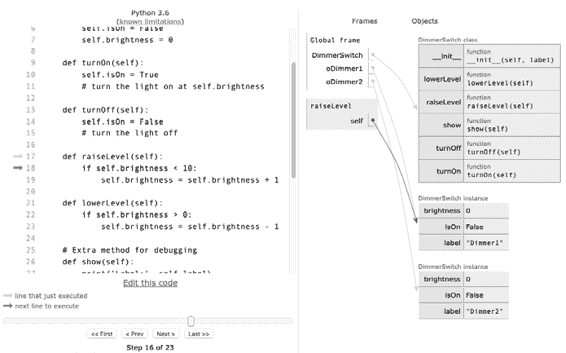 Python 3.6
(known limitations)
6 self.isOn = False
7 self.brightness = 0
8
9 def turnOn(self):
10 self.isOn = True
11 # turn the light on at self.brightness
12
13 def turnOff(self):
14 self.isOn = False
15 # turn the light off
16
17 def raiseLevel(self):
18 if self.brightness < 10:
19 self.brightness = self.brightness + 1
20
21 def lowerLevel(self):
22 if self.brightness > 0:
23 self.brightness = self.brightness - 1
24
25 # Extra method for debugging
26 def show(self):
27 print('Label:', self.label)
Edit this code
line that just executed
next line to execute
<< First < Prev Next > Last >>
Step 16 of 23
Frames Objects
Global frame
DimmerSwitch
oDimmer1
oDimmer2
raiseLevel
self
DimmerSwitch class
__init__ function
__init__(self, label)
lowerLevel function
lowerLevel(self)
raiseLevel function
raiseLevel(self)
show function
show(self)
turnOff function
turnOff(self)
turnOn function
turnOn(self)
DimmerSwitch instance
brightness 0
isOn False
label "Dimmer1"
DimmerSwitch instance
brightness 0
isOn False
label "Dimmer2"